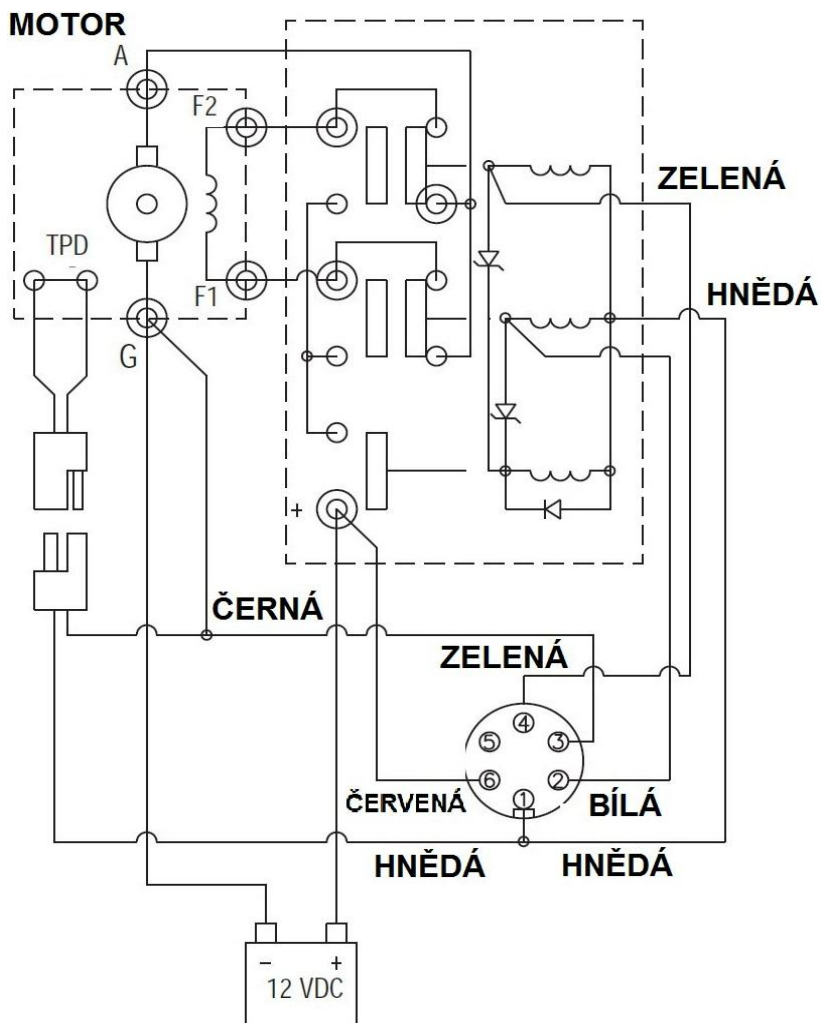 MOTOR
A
F2
ZELENÁ
TPD
HNĚDÁ
F1
G
+
ČERNÁ
ZELENÁ
4
5
3
6
2
ČERVENÁ
1
BÍLÁ
HNĚDÁ
HNĚDÁ
- +
12 VDC